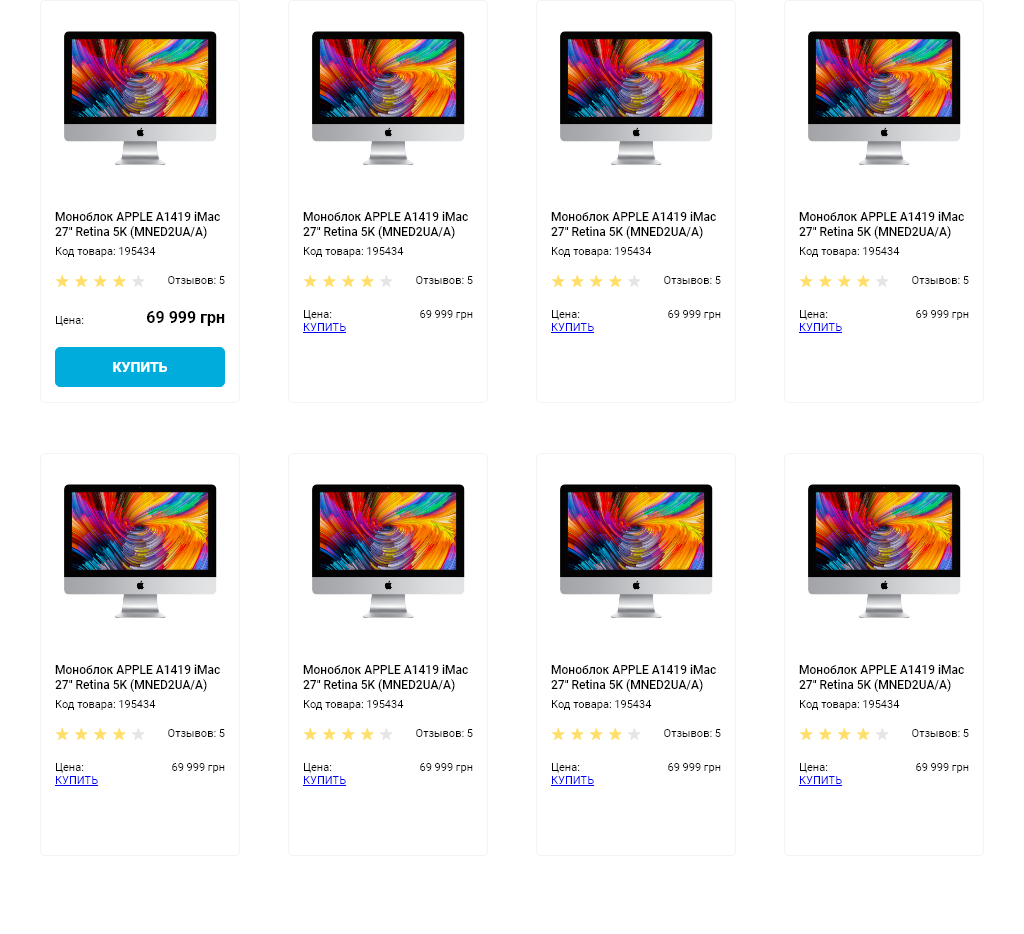 Моноблок APPLE A1419 iMac
27" Retina 5K (MNED2UA/A)
Код товара: 195434
Отзывов: 5
Цена: 69 999 грн
КУПИТЬ
Моноблок APPLE A1419 iMac
27" Retina 5K (MNED2UA/A)
Код товара: 195434
Отзывов: 5
Цена: 69 999 грн
КУПИТЬ
Моноблок APPLE A1419 iMac
27" Retina 5K (MNED2UA/A)
Код товара: 195434
Отзывов: 5
Цена: 69 999 грн
КУПИТЬ
Моноблок APPLE A1419 iMac
27" Retina 5K (MNED2UA/A)
Код товара: 195434
Отзывов: 5
Цена: 69 999 грн
КУПИТЬ
Моноблок APPLE A1419 iMac
27" Retina 5K (MNED2UA/A)
Код товара: 195434
Отзывов: 5
Цена: 69 999 грн
КУПИТЬ
Моноблок APPLE A1419 iMac
27" Retina 5K (MNED2UA/A)
Код товара: 195434
Отзывов: 5
Цена: 69 999 грн
КУПИТЬ
Моноблок APPLE A1419 iMac
27" Retina 5K (MNED2UA/A)
Код товара: 195434
Отзывов: 5
Цена: 69 999 грн
КУПИТЬ
Моноблок APPLE A1419 iMac
27" Retina 5K (MNED2UA/A)
Код товара: 195434
Отзывов: 5
Цена: 69 999 грн
КУПИТЬ